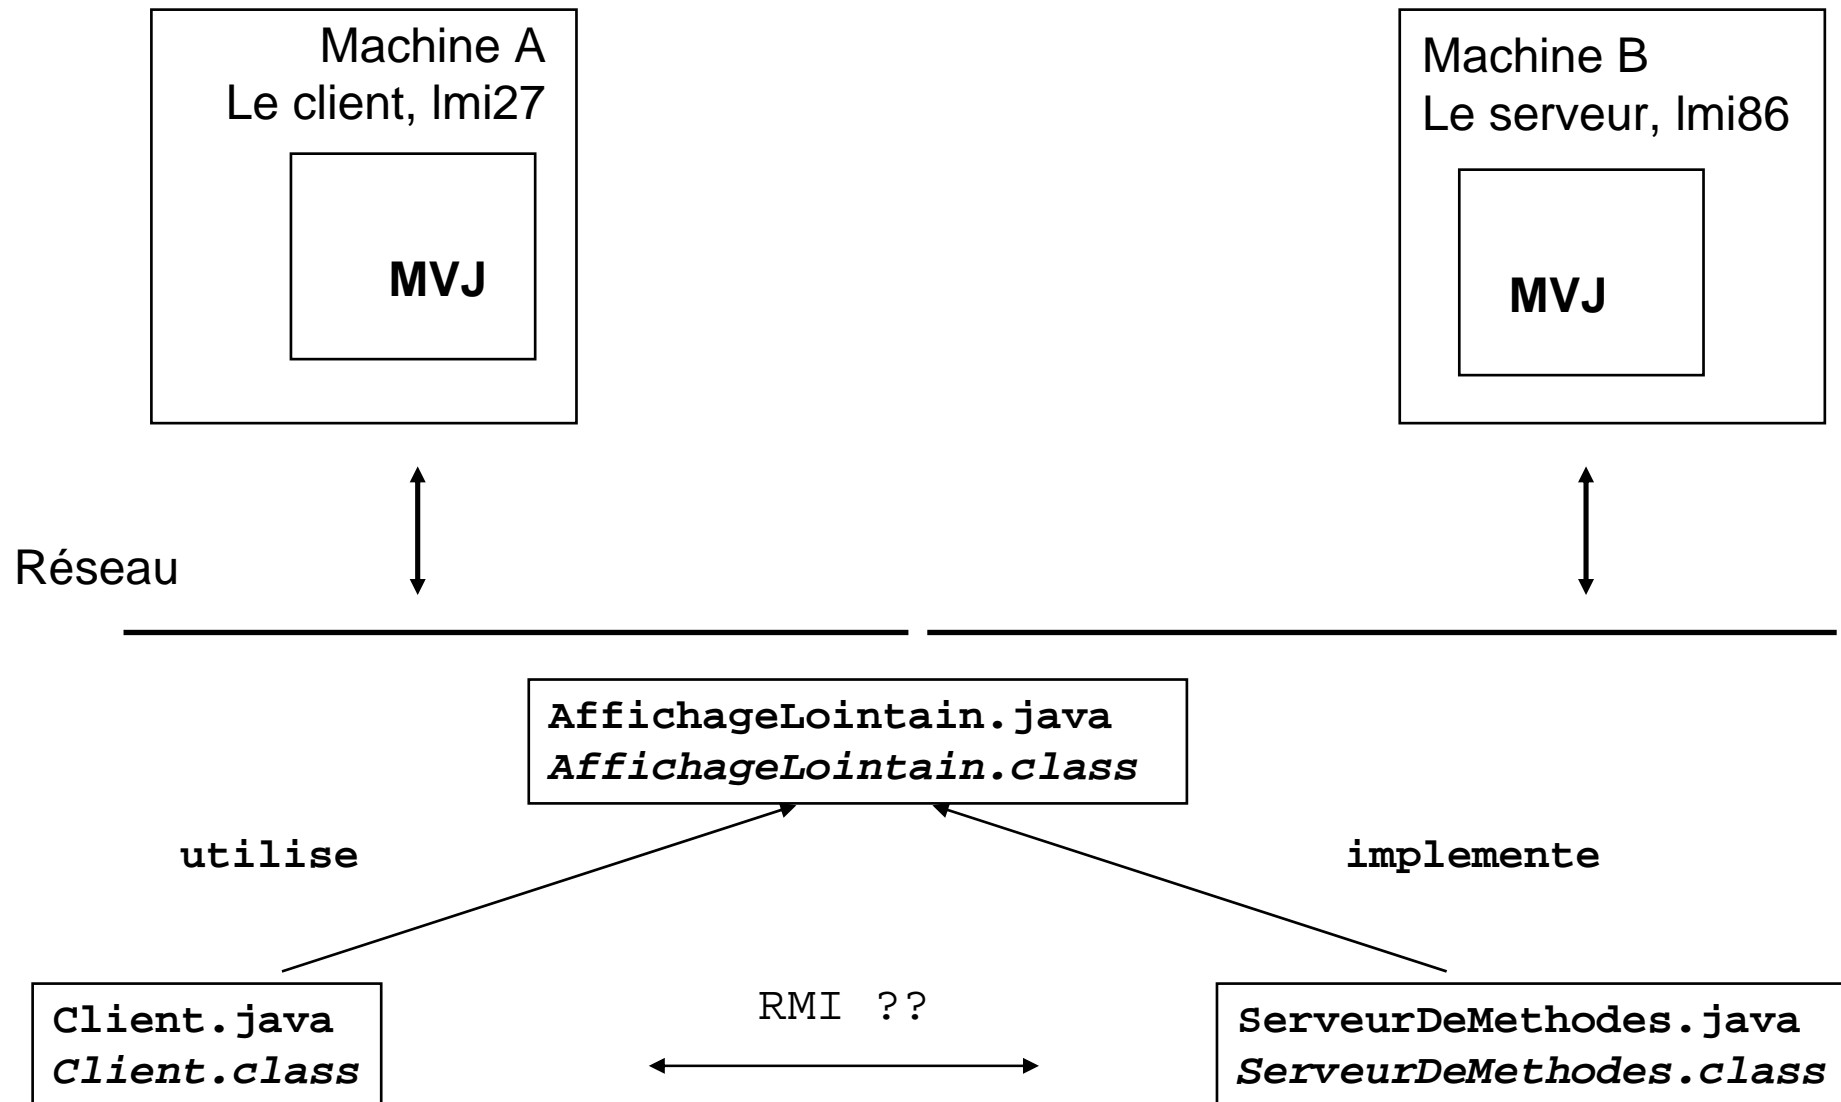 Machine A
Le client, lmi27
MVJ
Machine B
Le serveur, lmi86
MVJ
Réseau
AffichageLointain.java
AffichageLointain.class
utilise
implemente
Client.java
Client.class
RMI ??
ServeurDeMethodes.java
ServeurDeMethodes.class